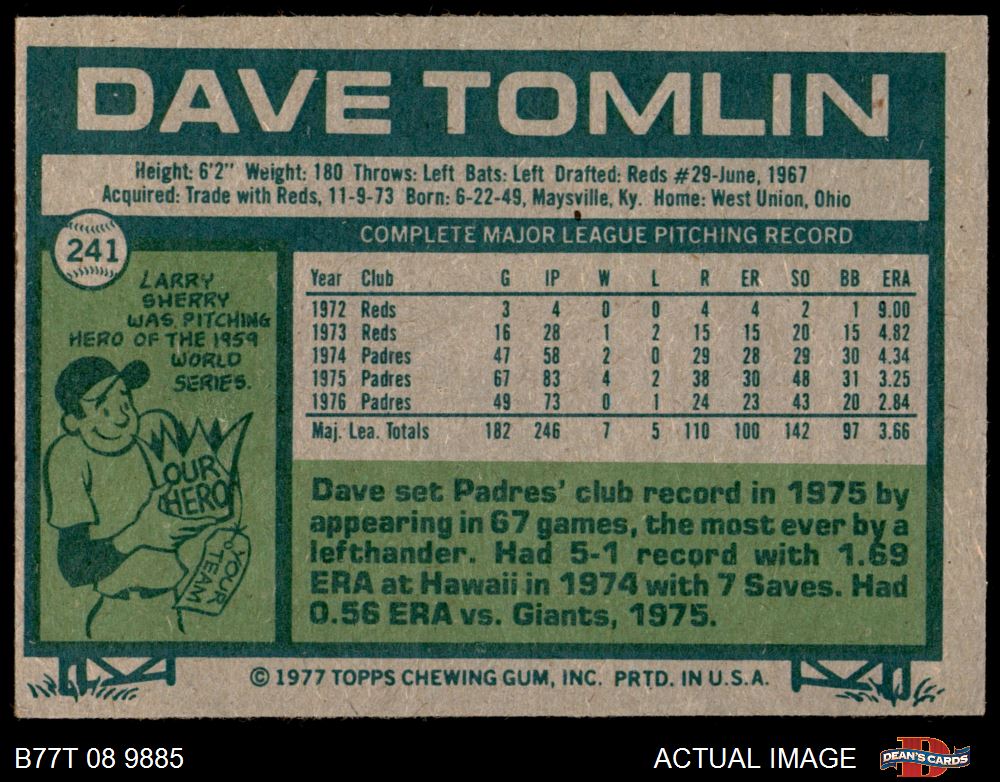 DAVE TOMLIN
Height: 6'2" Weight: 180 Throws: Left Bats: Left Drafted: Reds #29-June, 1967
Acquired: Trade with Reds, 11-9-73 Born: 6-22-49, Maysville, Ky. Home: West Union, Ohio
241
COMPLETE MAJOR LEAGUE PITCHING RECORD
LARRY
SHERRY
WAS PITCHING
HERO OF THE 1959
WORLD
SERIES.
OUR
HERO
YOUR
TEAM
Year Club G IP W L R ER SO BB ERA
1972 Reds 3 4 0 0 4 4 2 1 9.00
1973 Reds 16 28 1 2 15 15 20 15 4.82
1974 Padres 47 58 2 0 29 28 29 30 4.34
1975 Padres 67 83 4 2 38 30 48 31 3.25
1976 Padres 49 73 0 1 24 23 43 20 2.84
Maj. Lea. Totals 182 246 7 5 110 100 142 97 3.66
Dave set Padres' club record in 1975 by
appearing in 67 games, the most ever by a
lefthander. Had 5-1 record with 1.69
ERA at Hawaii in 1974 with 7 Saves. Had
0.56 ERA vs. Giants, 1975.
© 1977 TOPPS CHEWING GUM, INC. PRTD. IN U.S.A.
B77T 08 9885
ACTUAL IMAGE
DEAN'S CARDS